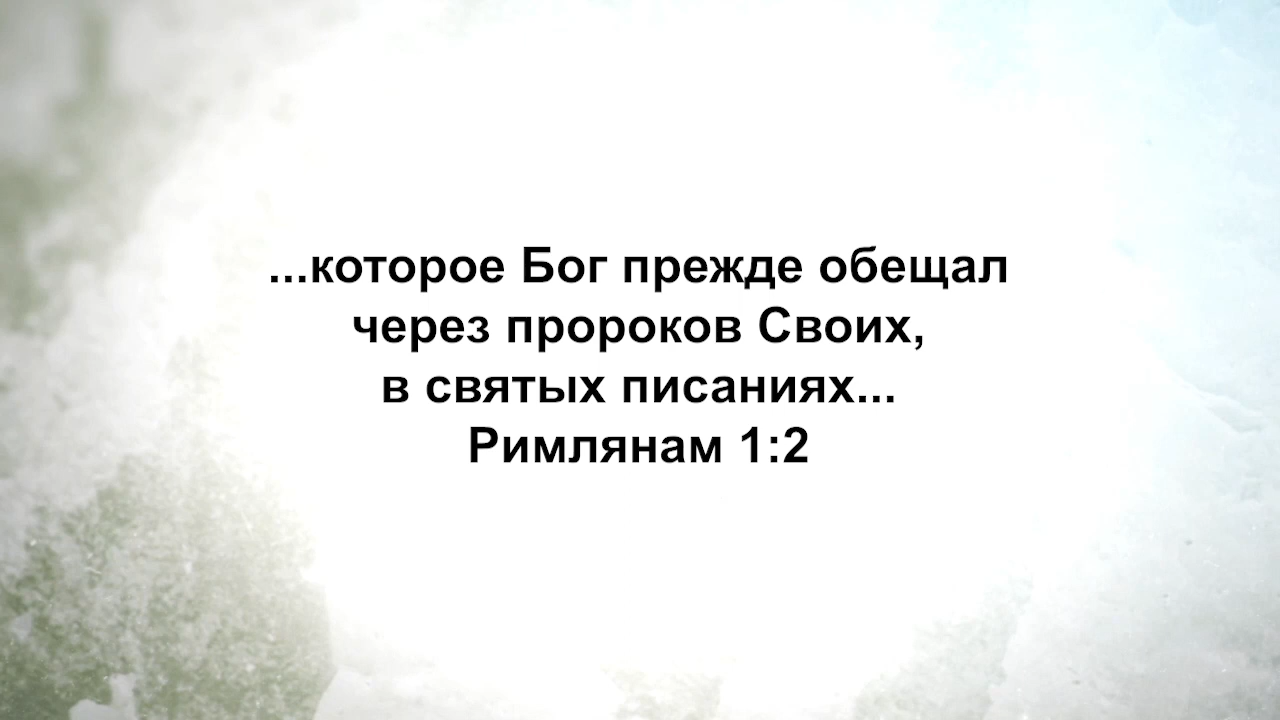 ...которое Бог прежде обещал
через пророков Своих,
в святых писаниях...
Римлянам 1:2